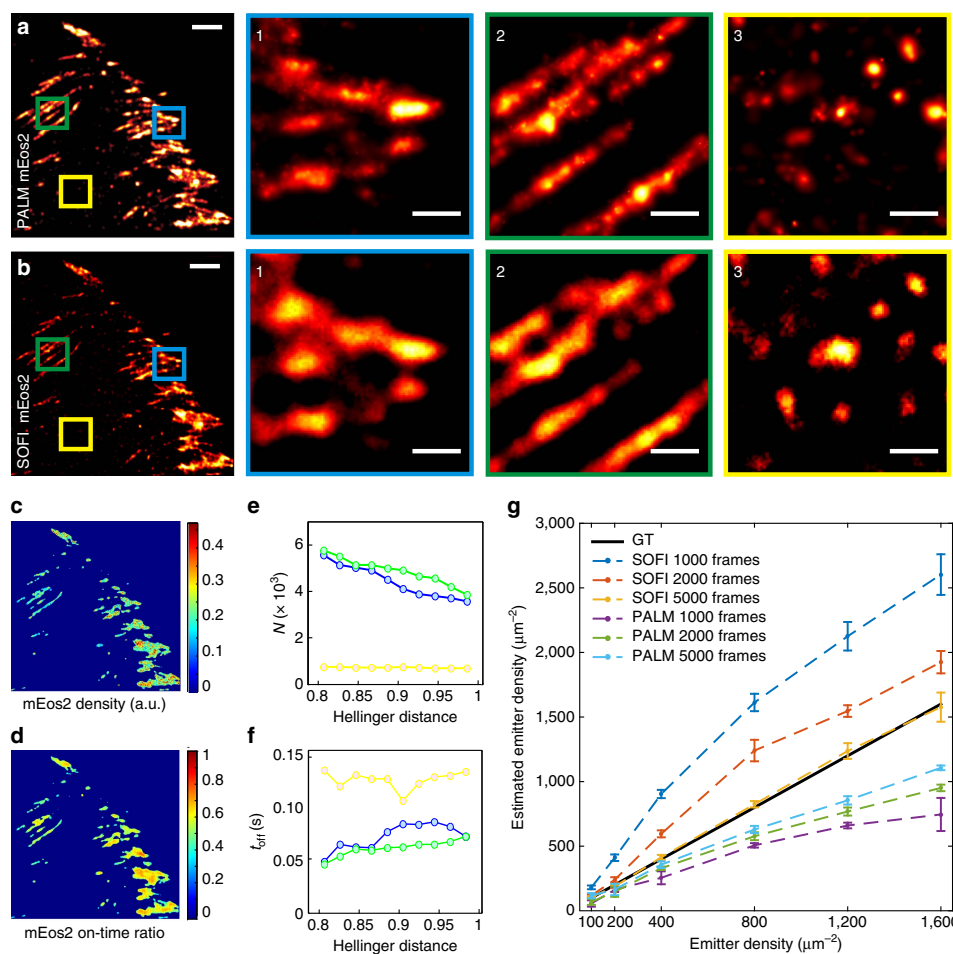 a
PALM mEos2
1
2
3
b
SOFI mEos2
1
2
3
c
0.4
0.3
0.2
0.1
0
mEos2 density (a.u.)
d
1
0.8
0.6
0.4
0.2
0
mEos2 on-time ratio
e
N (× 10³)
6
4
2
0
0.8 0.85 0.9 0.95 1
Hellinger distance
f
t_off (s)
0.15
0.10
0.05
0
0.8 0.85 0.9 0.95 1
Hellinger distance
g
Estimated emitter density (μm⁻²)
3,000
2,500
2,000
1,500
1,000
500
0
GT
SOFI 1000 frames
SOFI 2000 frames
SOFI 5000 frames
PALM 1000 frames
PALM 2000 frames
PALM 5000 frames
100 200 400 800 1,200 1,600
Emitter density (μm⁻²)